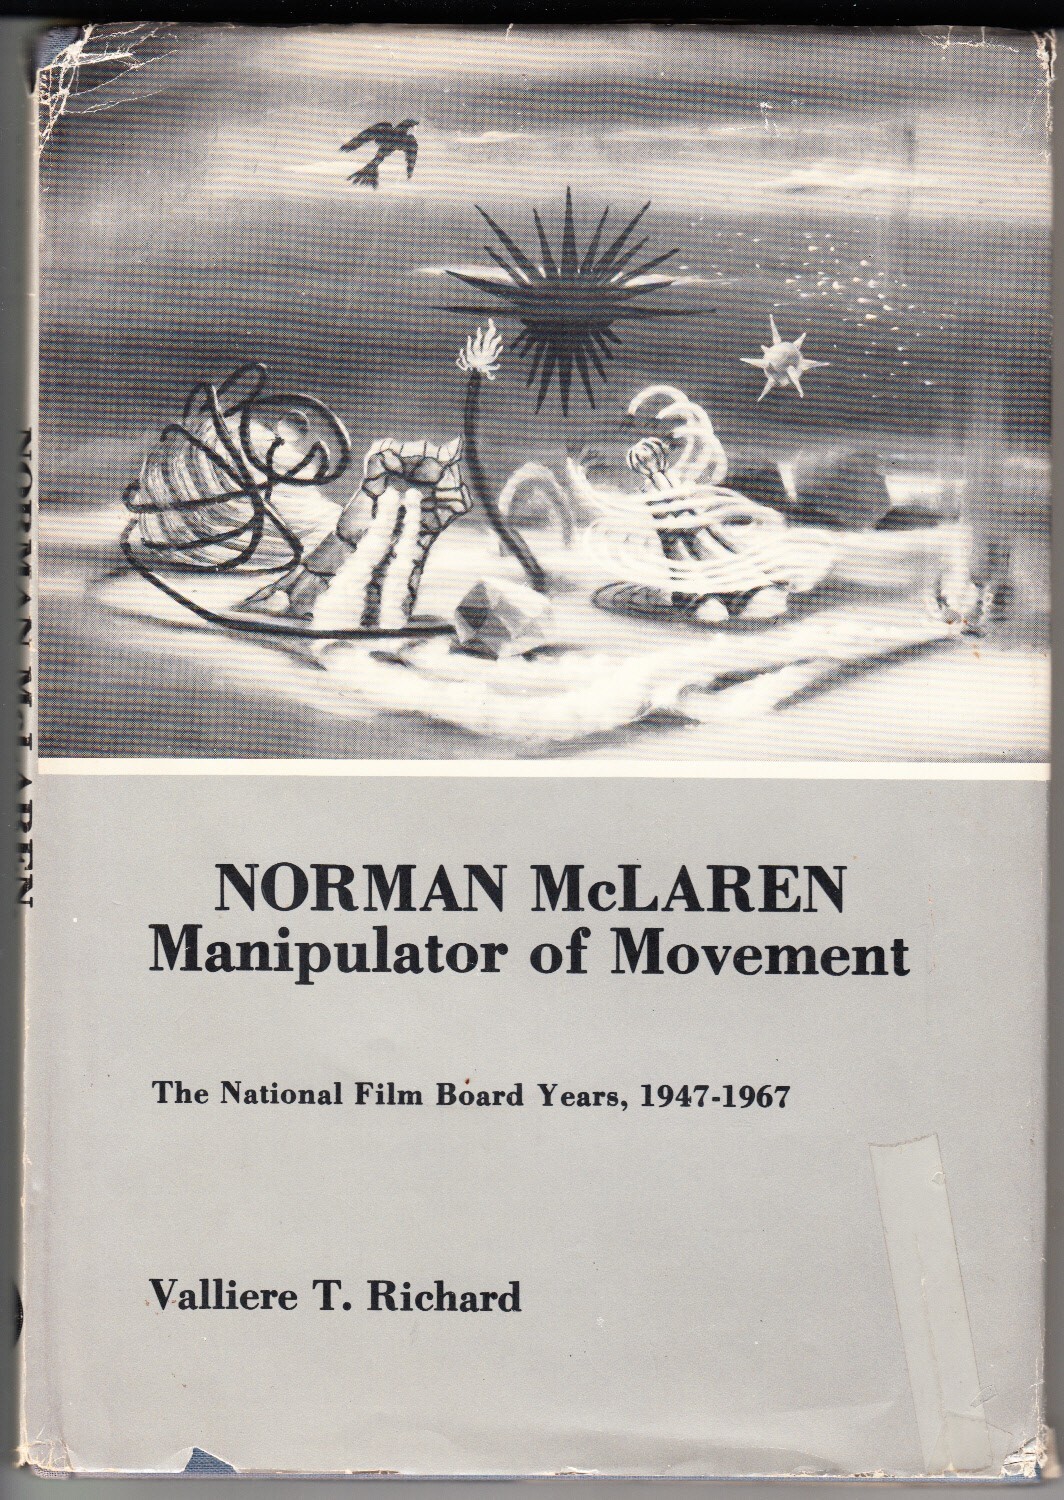 NORMAN McLAREN
NORMAN McLAREN
Manipulator of Movement
The National Film Board Years, 1947-1967
Valliere T. Richard